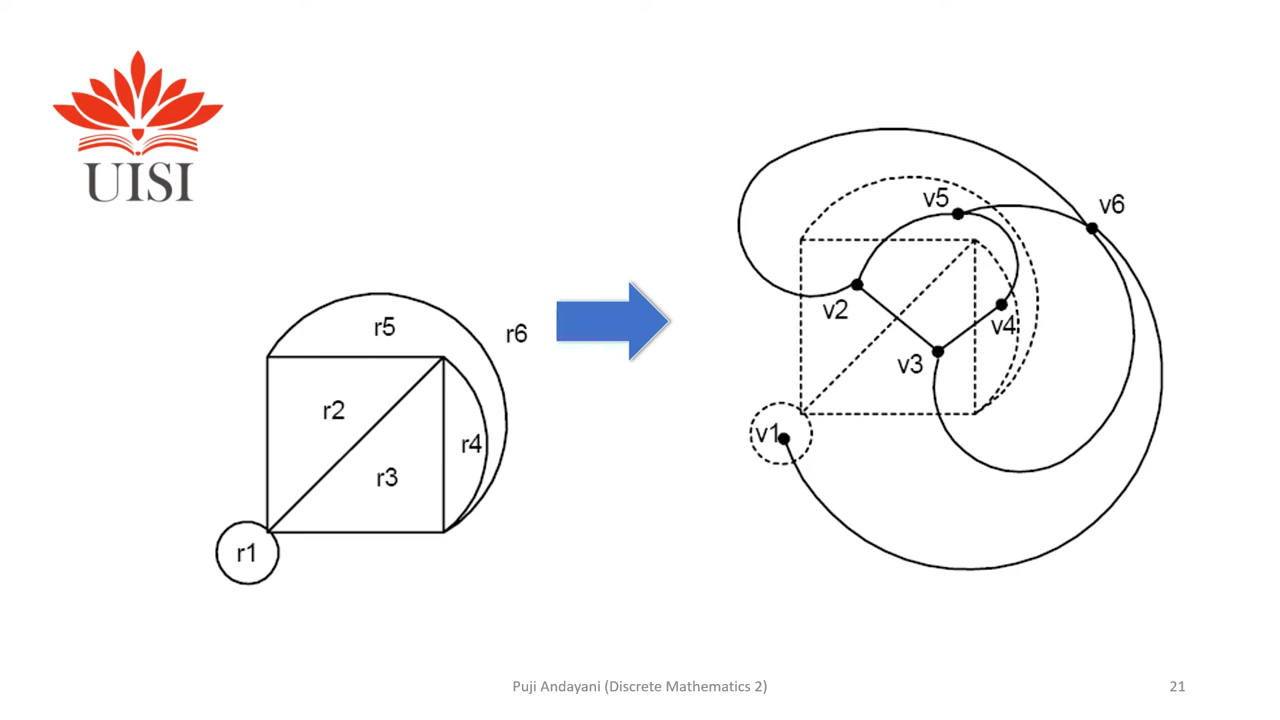 UISI
r5
r6
r2
r4
r3
r1
v5
v6
v2
v4
v3
v1
Puji Andayani (Discrete Mathematics 2)
21